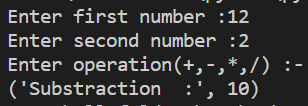 Enter first number :12
Enter second number :2
Enter operation(+,-,*,/) :-
('Substraction  :', 10)